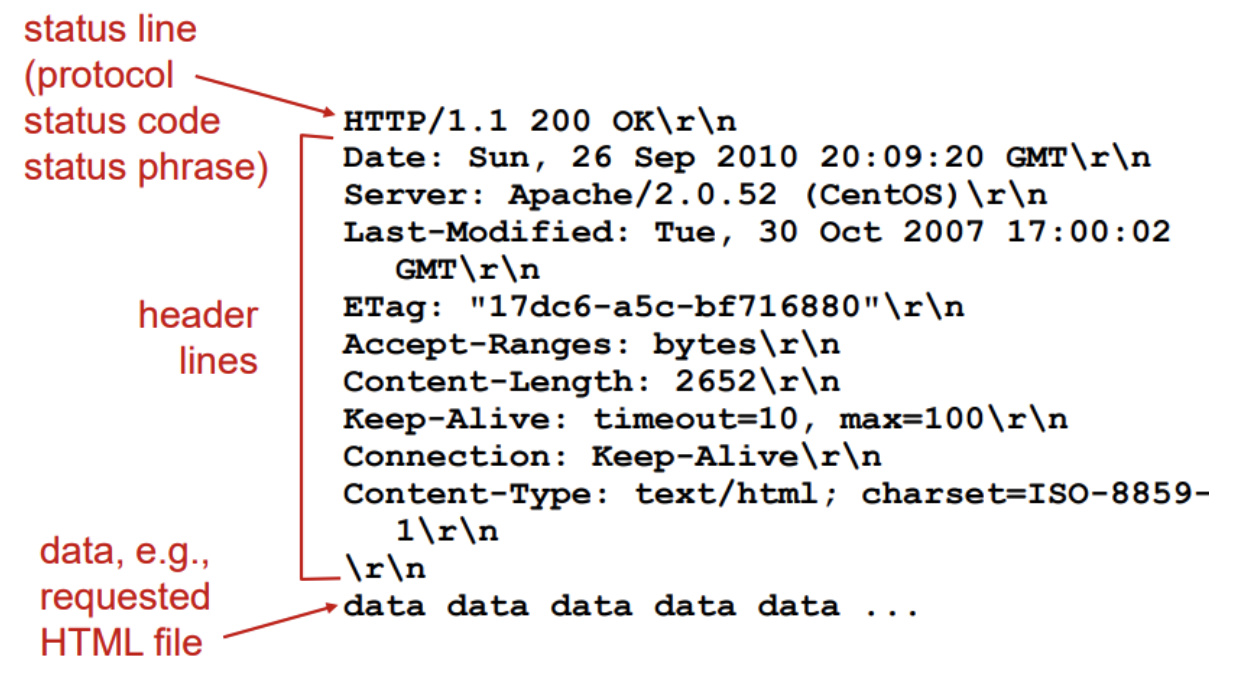 status line
(protocol
status code
status phrase)
HTTP/1.1 200 OK\r\n
Date: Sun, 26 Sep 2010 20:09:20 GMT\r\n
Server: Apache/2.0.52 (CentOS)\r\n
Last-Modified: Tue, 30 Oct 2007 17:00:02
GMT\r\n
ETag: "17dc6-a5c-bf716880"\r\n
Accept-Ranges: bytes\r\n
Content-Length: 2652\r\n
Keep-Alive: timeout=10, max=100\r\n
Connection: Keep-Alive\r\n
Content-Type: text/html; charset=ISO-8859-
1\r\n
\r\n
header
lines
data, e.g.,
requested
HTML file
data data data data data ...